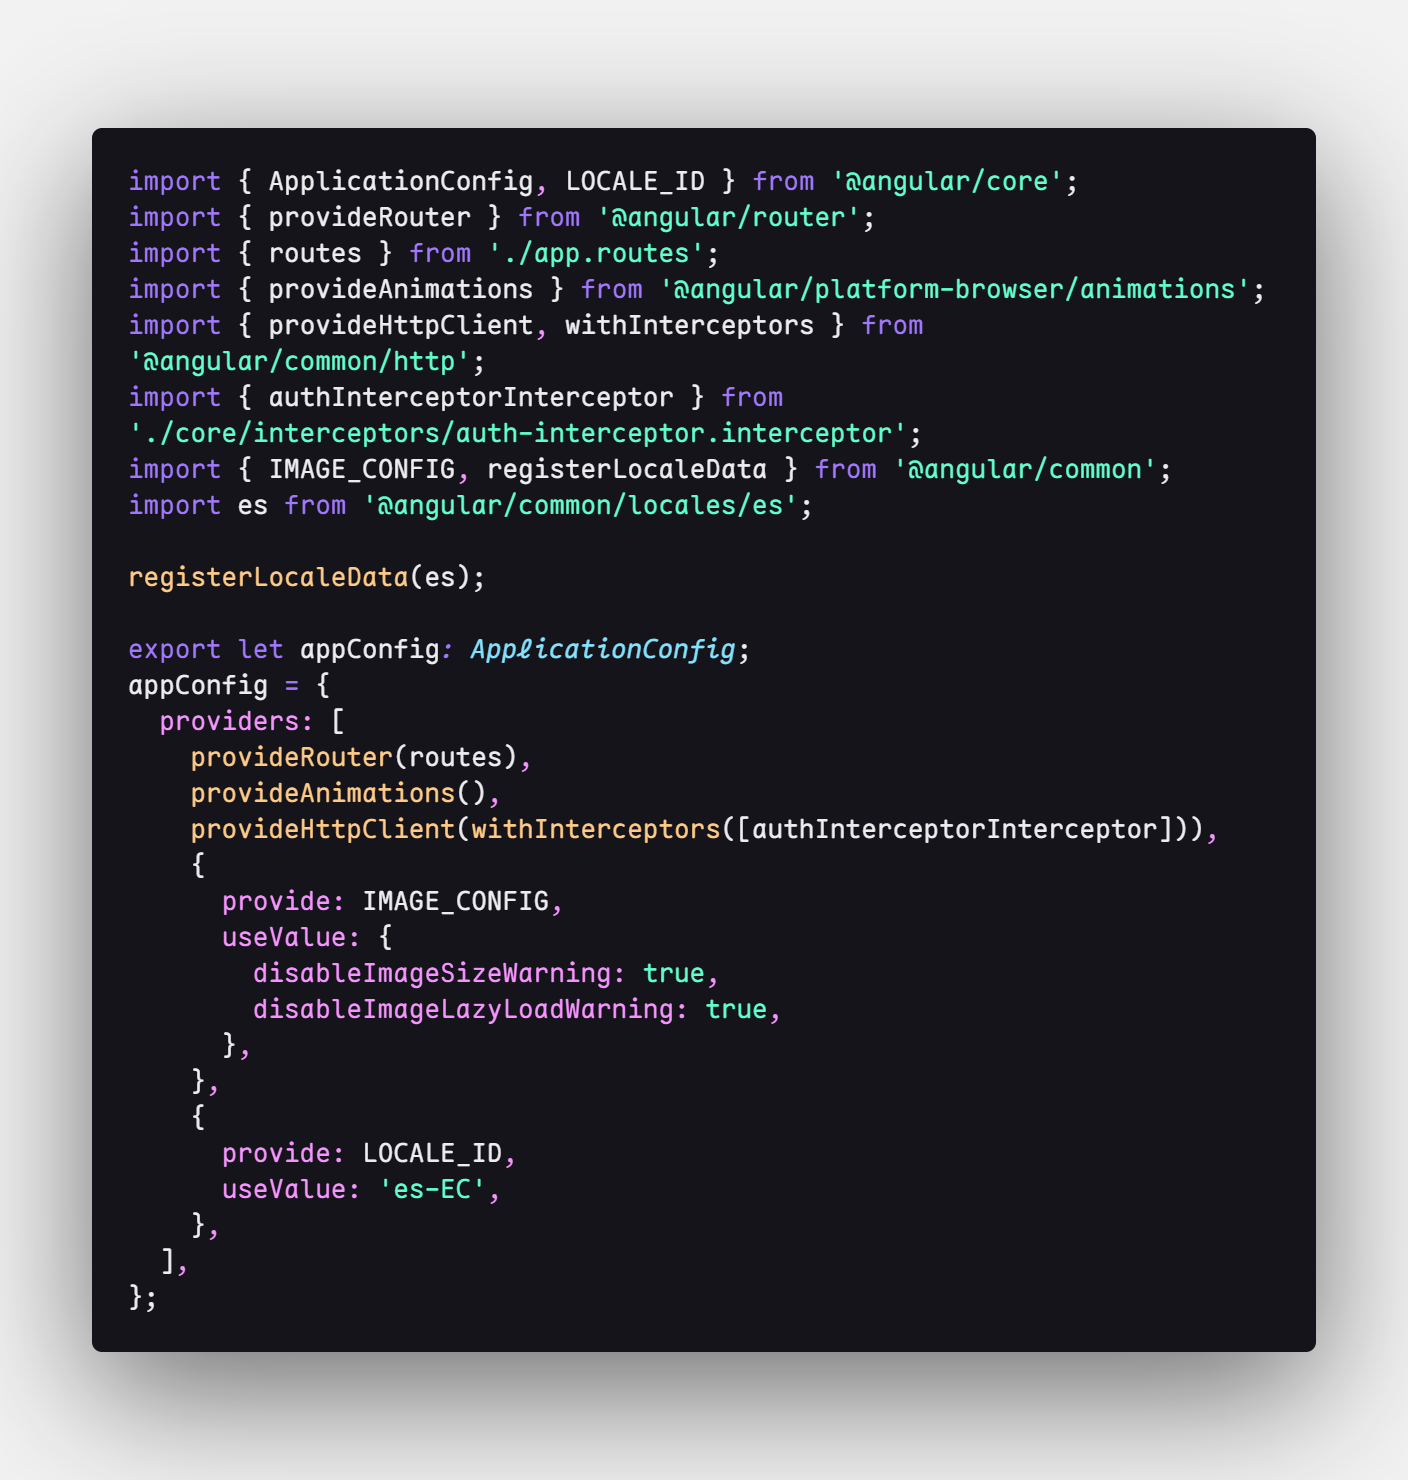 import { ApplicationConfig, LOCALE_ID } from '@angular/core';
import { provideRouter } from '@angular/router';
import { routes } from './app.routes';
import { provideAnimations } from '@angular/platform-browser/animations';
import { provideHttpClient, withInterceptors } from
'@angular/common/http';
import { authInterceptorInterceptor } from
'./core/interceptors/auth-interceptor.interceptor';
import { IMAGE_CONFIG, registerLocaleData } from '@angular/common';
import es from '@angular/common/locales/es';

registerLocaleData(es);

export let appConfig: ApplicationConfig;
appConfig = {
  providers: [
    provideRouter(routes),
    provideAnimations(),
    provideHttpClient(withInterceptors([authInterceptorInterceptor])),
    {
      provide: IMAGE_CONFIG,
      useValue: {
        disableImageSizeWarning: true,
        disableImageLazyLoadWarning: true,
      },
    },
    {
      provide: LOCALE_ID,
      useValue: 'es-EC',
    },
  ],
};